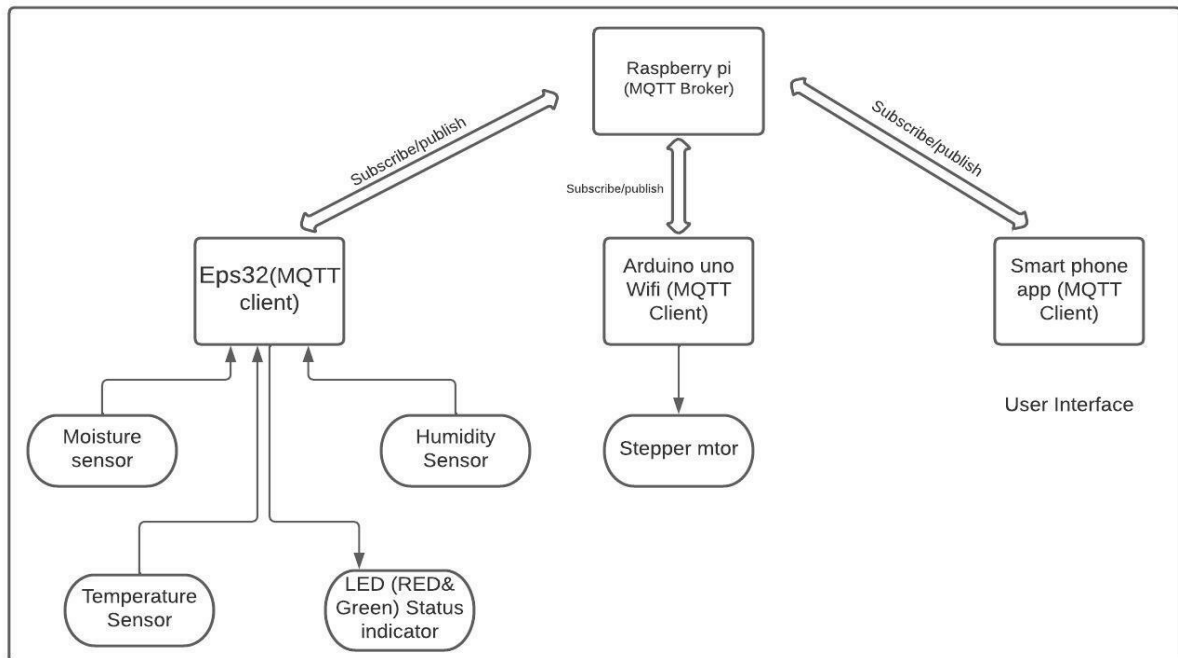 Raspberry pi
(MQTT Broker)
Subscribe/publish
Subscribe/publish
Subscribe/publish
Eps32(MQTT
client)
Arduino uno
Wifi (MQTT
Client)
Smart phone
app (MQTT
Client)
User Interface
Moisture
sensor
Humidity
Sensor
Stepper mtor
Temperature
Sensor
LED (RED&
Green) Status
indicator